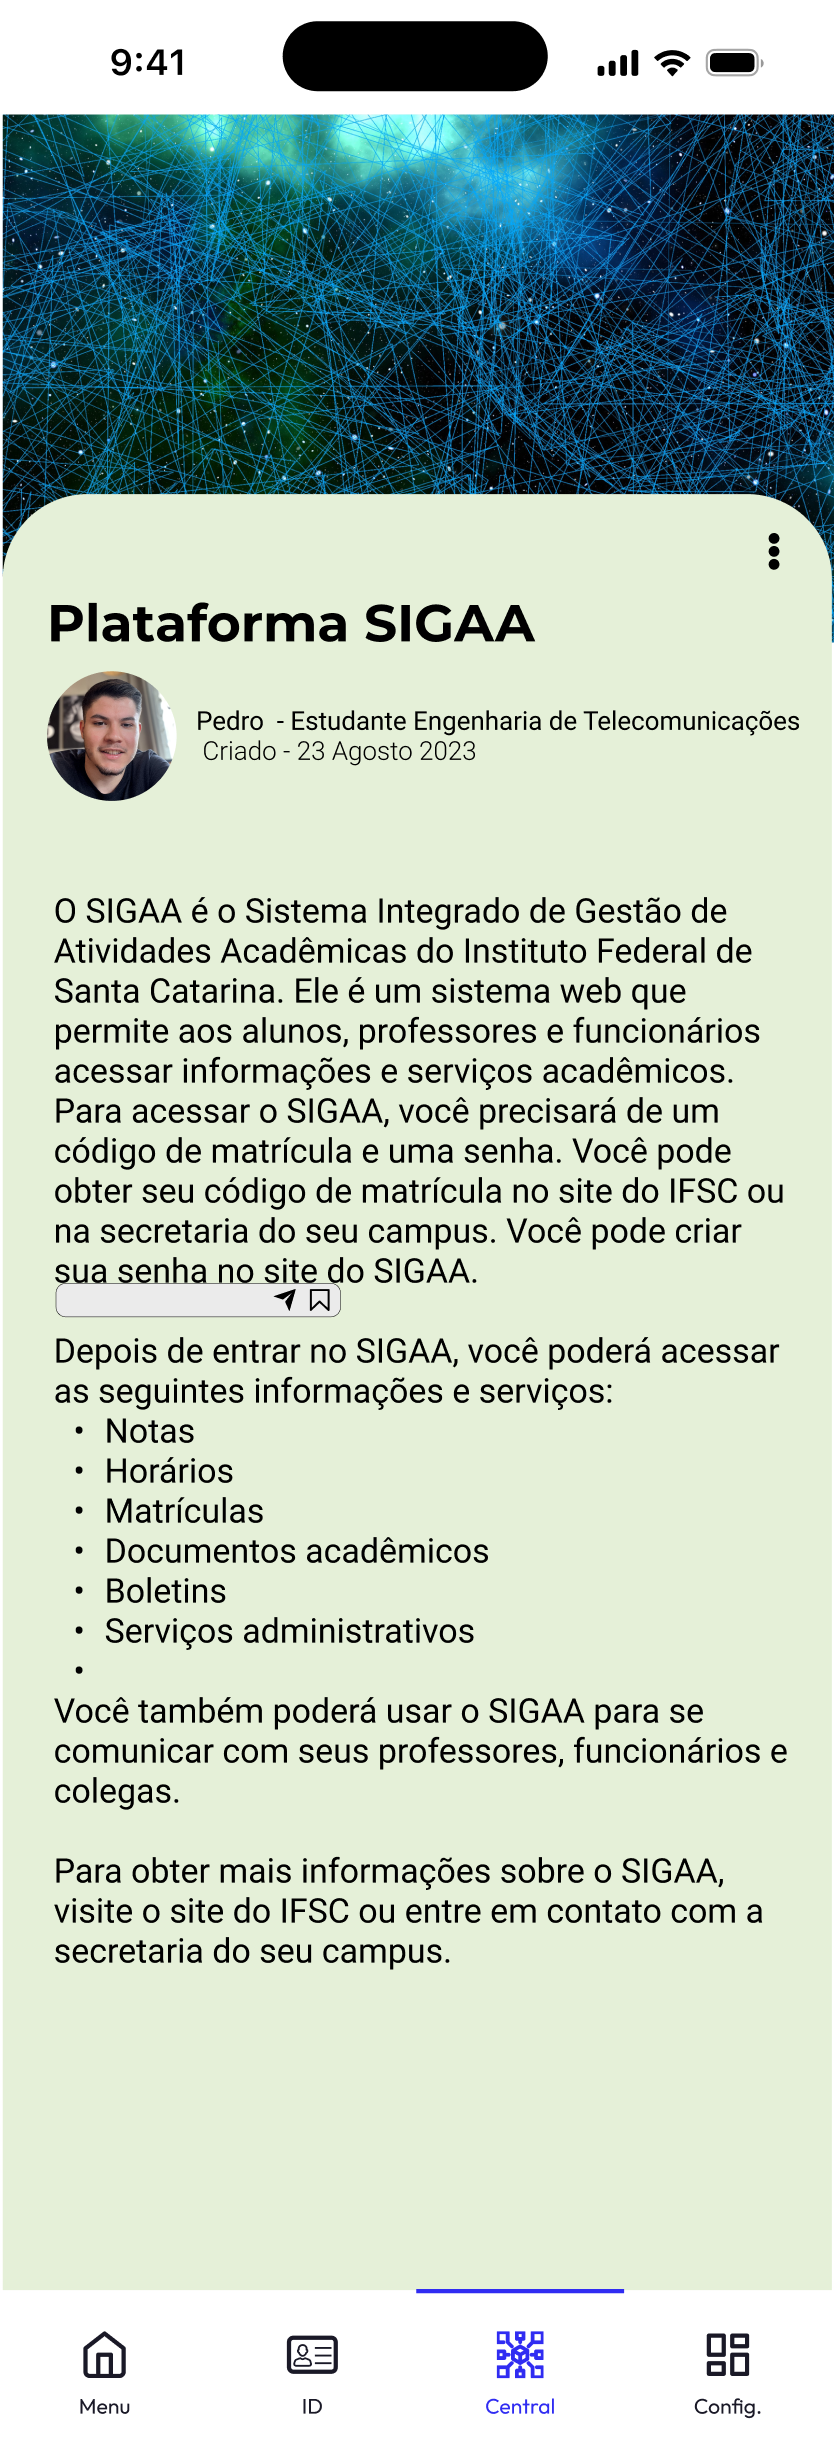 9:41
Plataforma SIGAA
Pedro  - Estudante Engenharia de Telecomunicações
Criado - 23 Agosto 2023
O SIGAA é o Sistema Integrado de Gestão de
Atividades Acadêmicas do Instituto Federal de
Santa Catarina. Ele é um sistema web que
permite aos alunos, professores e funcionários
acessar informações e serviços acadêmicos.
Para acessar o SIGAA, você precisará de um
código de matrícula e uma senha. Você pode
obter seu código de matrícula no site do IFSC ou
na secretaria do seu campus. Você pode criar
sua senha no site do SIGAA.
Depois de entrar no SIGAA, você poderá acessar
as seguintes informações e serviços:
• Notas
• Horários
• Matrículas
• Documentos acadêmicos
• Boletins
• Serviços administrativos
•
Você também poderá usar o SIGAA para se
comunicar com seus professores, funcionários e
colegas.
Para obter mais informações sobre o SIGAA,
visite o site do IFSC ou entre em contato com a
secretaria do seu campus.
Menu
ID
Central
Config.